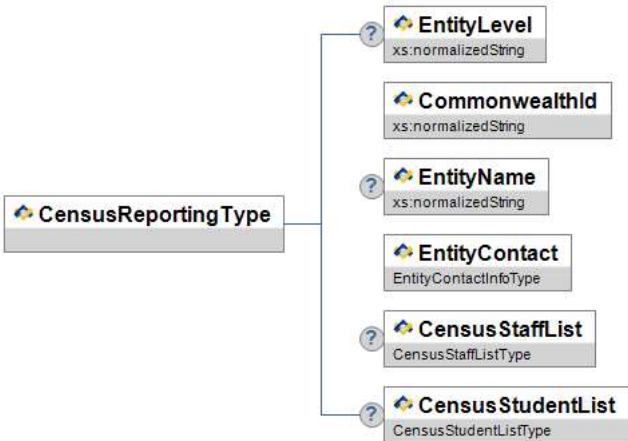 ? EntityLevel
xs:normalizedString
CommonwealthId
xs:normalizedString
? EntityName
xs:normalizedString
CensusReportingType
EntityContact
EntityContactInfoType
? CensusStaffList
CensusStaffListType
? CensusStudentList
CensusStudentListType